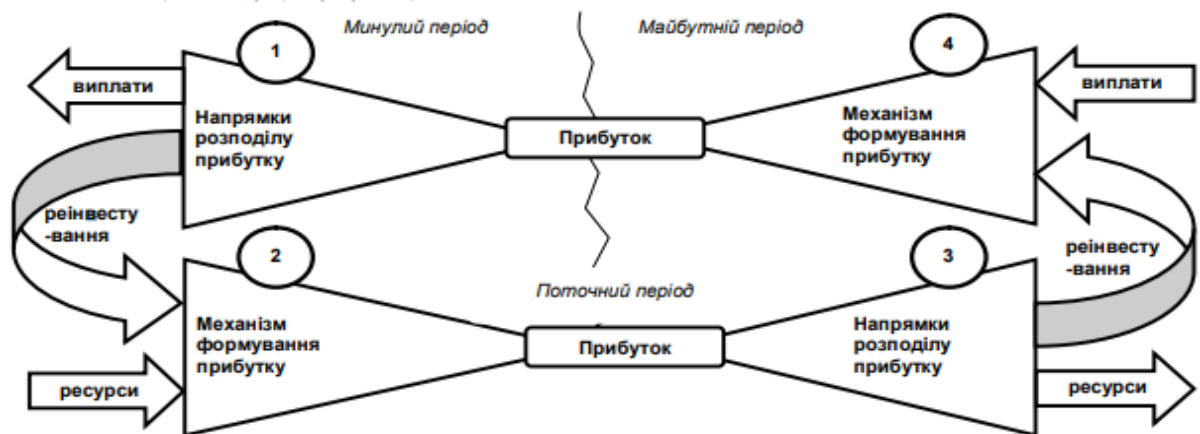 Минулий період
Майбутній період
1
4
виплати
виплати
Напрямки
розподілу
прибутку
Прибуток
Механізм
формування
прибутку
реінвесту
-вання
реінвесту
-вання
2
3
Поточний період
Механізм
формування
прибутку
Прибуток
Напрямки
розподілу
прибутку
ресурси
ресурси